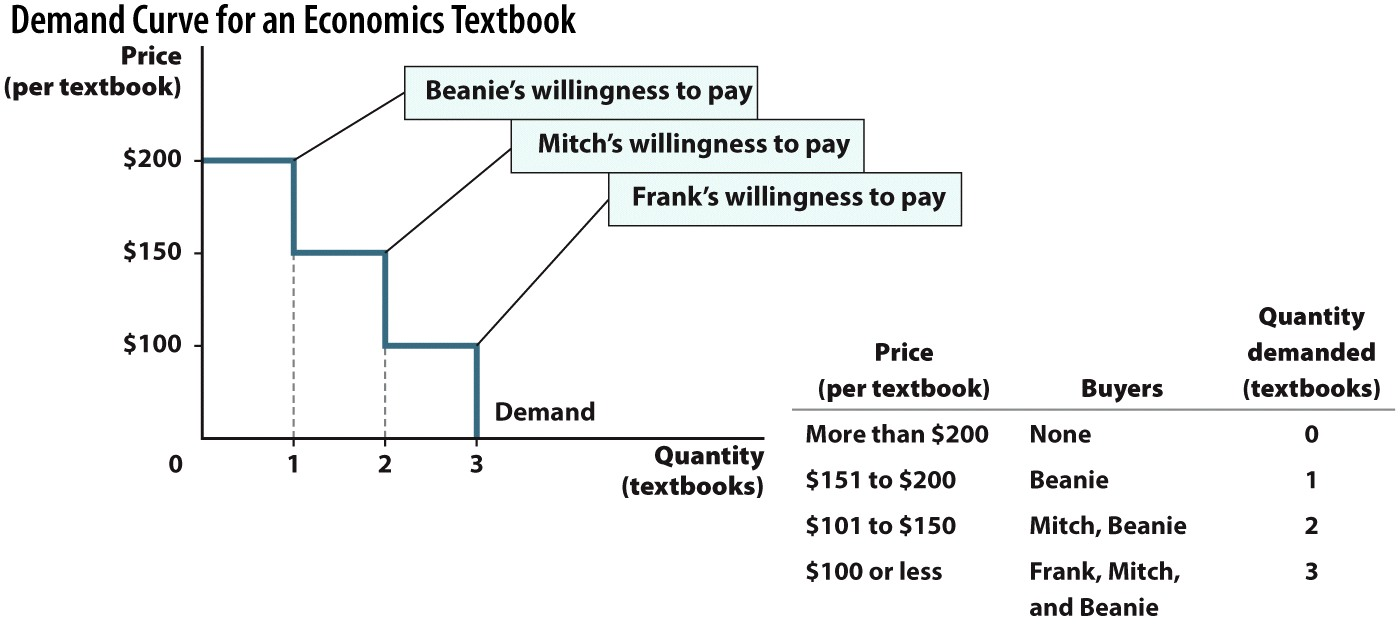 Demand Curve for an Economics Textbook
Price
(per textbook)
Beanie's willingness to pay
Mitch's willingness to pay
Frank's willingness to pay
$200
$150
$100
Demand
0
1
2
3
Quantity
(textbooks)
Price
(per textbook)
Buyers
Quantity
demanded
(textbooks)
More than $200 None 0
$151 to $200 Beanie 1
$101 to $150 Mitch, Beanie 2
$100 or less Frank, Mitch, 3
and Beanie